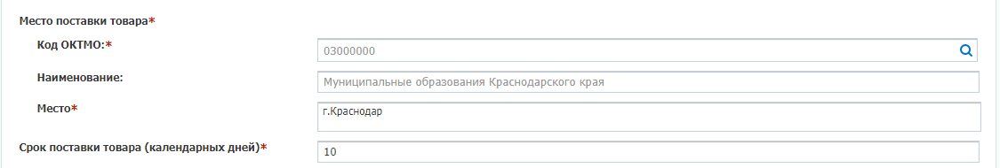 Место поставки товара*
Код ОКТМО:* 03000000
Наименование: Муниципальные образования Краснодарского края
Место* г.Краснодар
Срок поставки товара (календарных дней)* 10